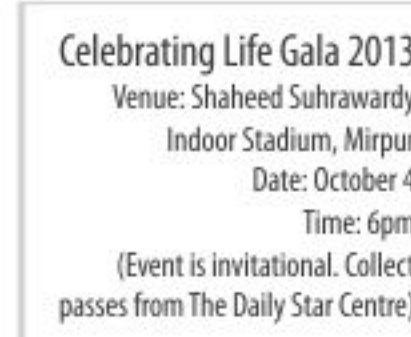 Celebrating Life Gala 2013
Venue: Shaheed Suhrawardy
Indoor Stadium, Mirpur
Date: October 4
Time: 6pm
(Event is invitational. Collect
passes from The Daily Star Centre)